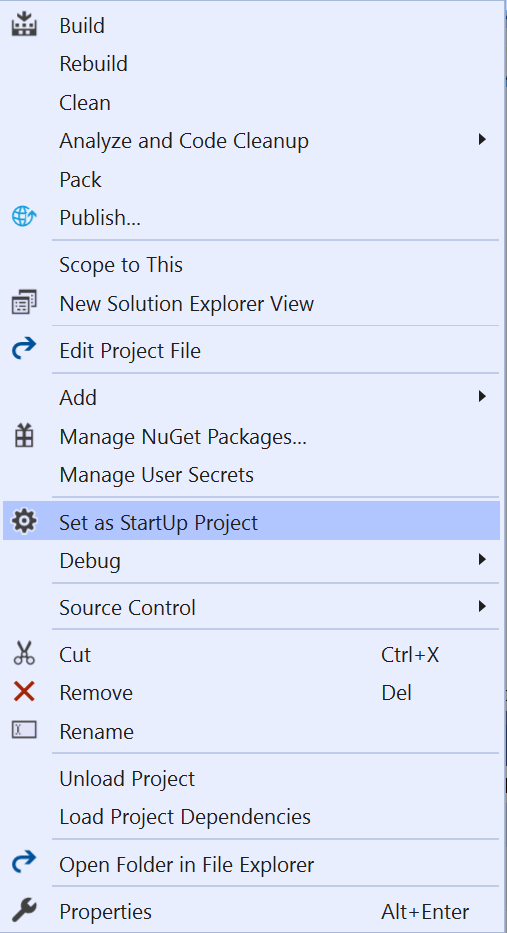 Build
Rebuild
Clean
Analyze and Code Cleanup
Pack
Publish...
Scope to This
New Solution Explorer View
Edit Project File
Add
Manage NuGet Packages...
Manage User Secrets
Set as StartUp Project
Debug
Source Control
Cut Ctrl+X
Remove Del
Rename
Unload Project
Load Project Dependencies
Open Folder in File Explorer
Properties Alt+Enter